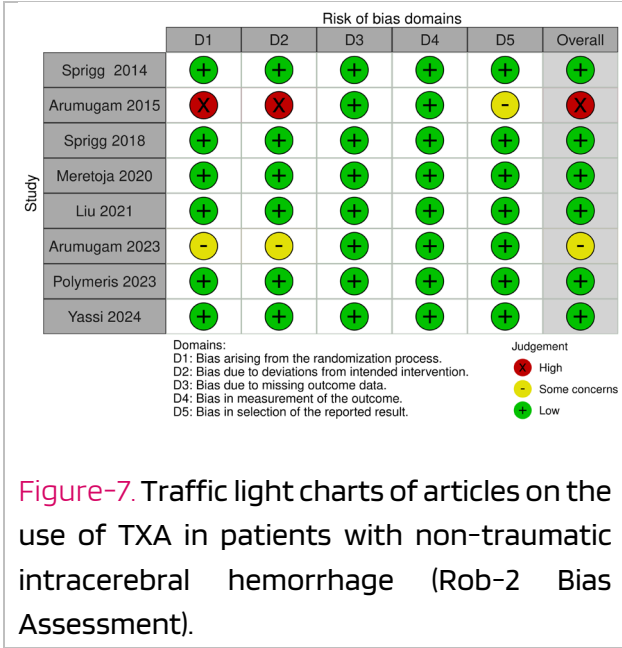 Risk of bias domains
D1 D2 D3 D4 D5 Overall
Study
Sprigg 2014 + + + + + +
Arumugam 2015 X X + + - X
Sprigg 2018 + + + + + +
Meretoja 2020 + + + + + +
Liu 2021 + + + + + +
Arumugam 2023 - - + + + -
Polymeris 2023 + + + + + +
Yassi 2024 + + + + + +
Domains:
D1: Bias arising from the randomization process.
D2: Bias due to deviations from intended intervention.
D3: Bias due to missing outcome data.
D4: Bias in measurement of the outcome.
D5: Bias in selection of the reported result.
Judgement
X High
- Some concerns
+ Low
Figure-7. Traffic light charts of articles on the
use of TXA in patients with non-traumatic
intracerebral hemorrhage (Rob-2 Bias
Assessment).